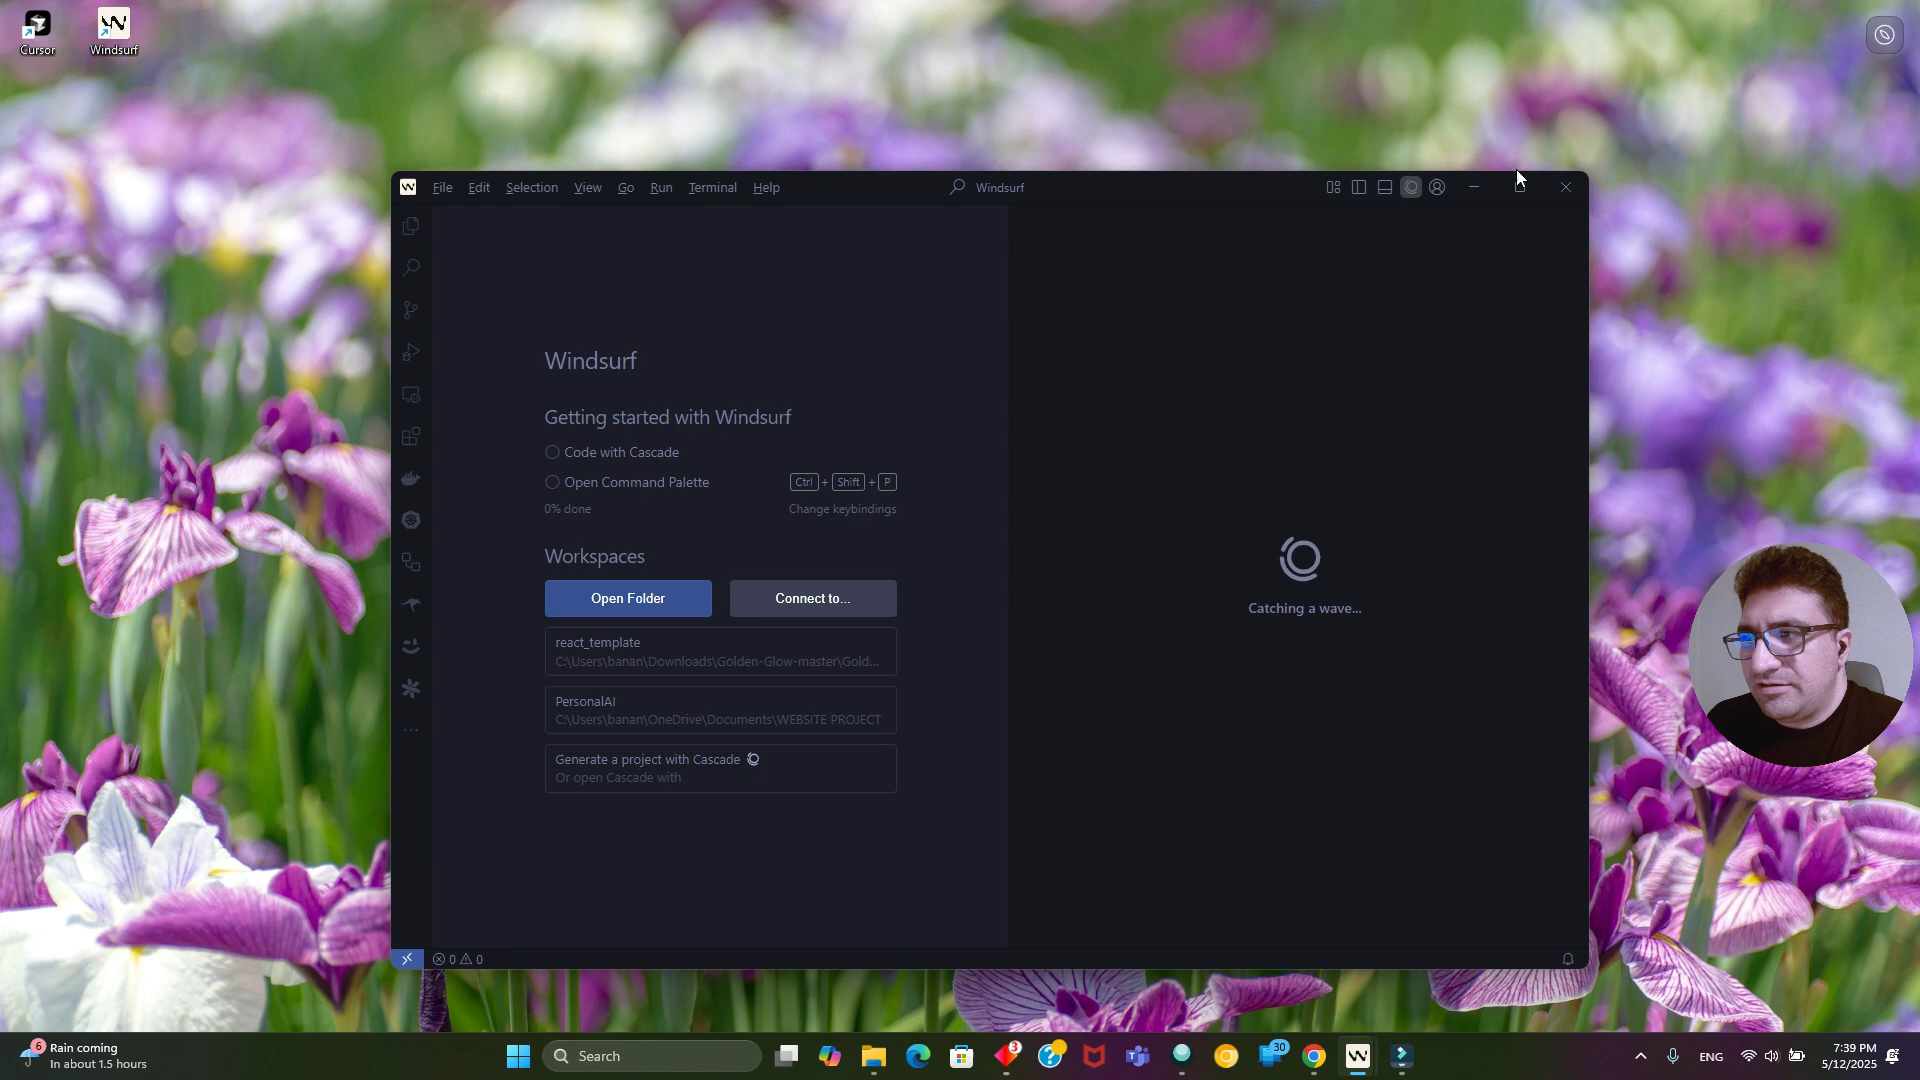 Cursor
Windsurf
File Edit Selection View Go Run Terminal Help
Windsurf
Windsurf
Getting started with Windsurf
Code with Cascade
Open Command Palette Ctrl + Shift + P
0% done Change keybindings
Workspaces
Open Folder Connect to...
react_template
C:\Users\banan\Downloads\Golden-Glow-master\Gold...
PersonalAI
C:\Users\banan\OneDrive\Documents\WEBSITE PROJECT
Generate a project with Cascade
Or open Cascade with
Catching a wave...
0 0
6
Rain coming
In about 1.5 hours
Search
3
30
ENG
7:39 PM
5/12/2025